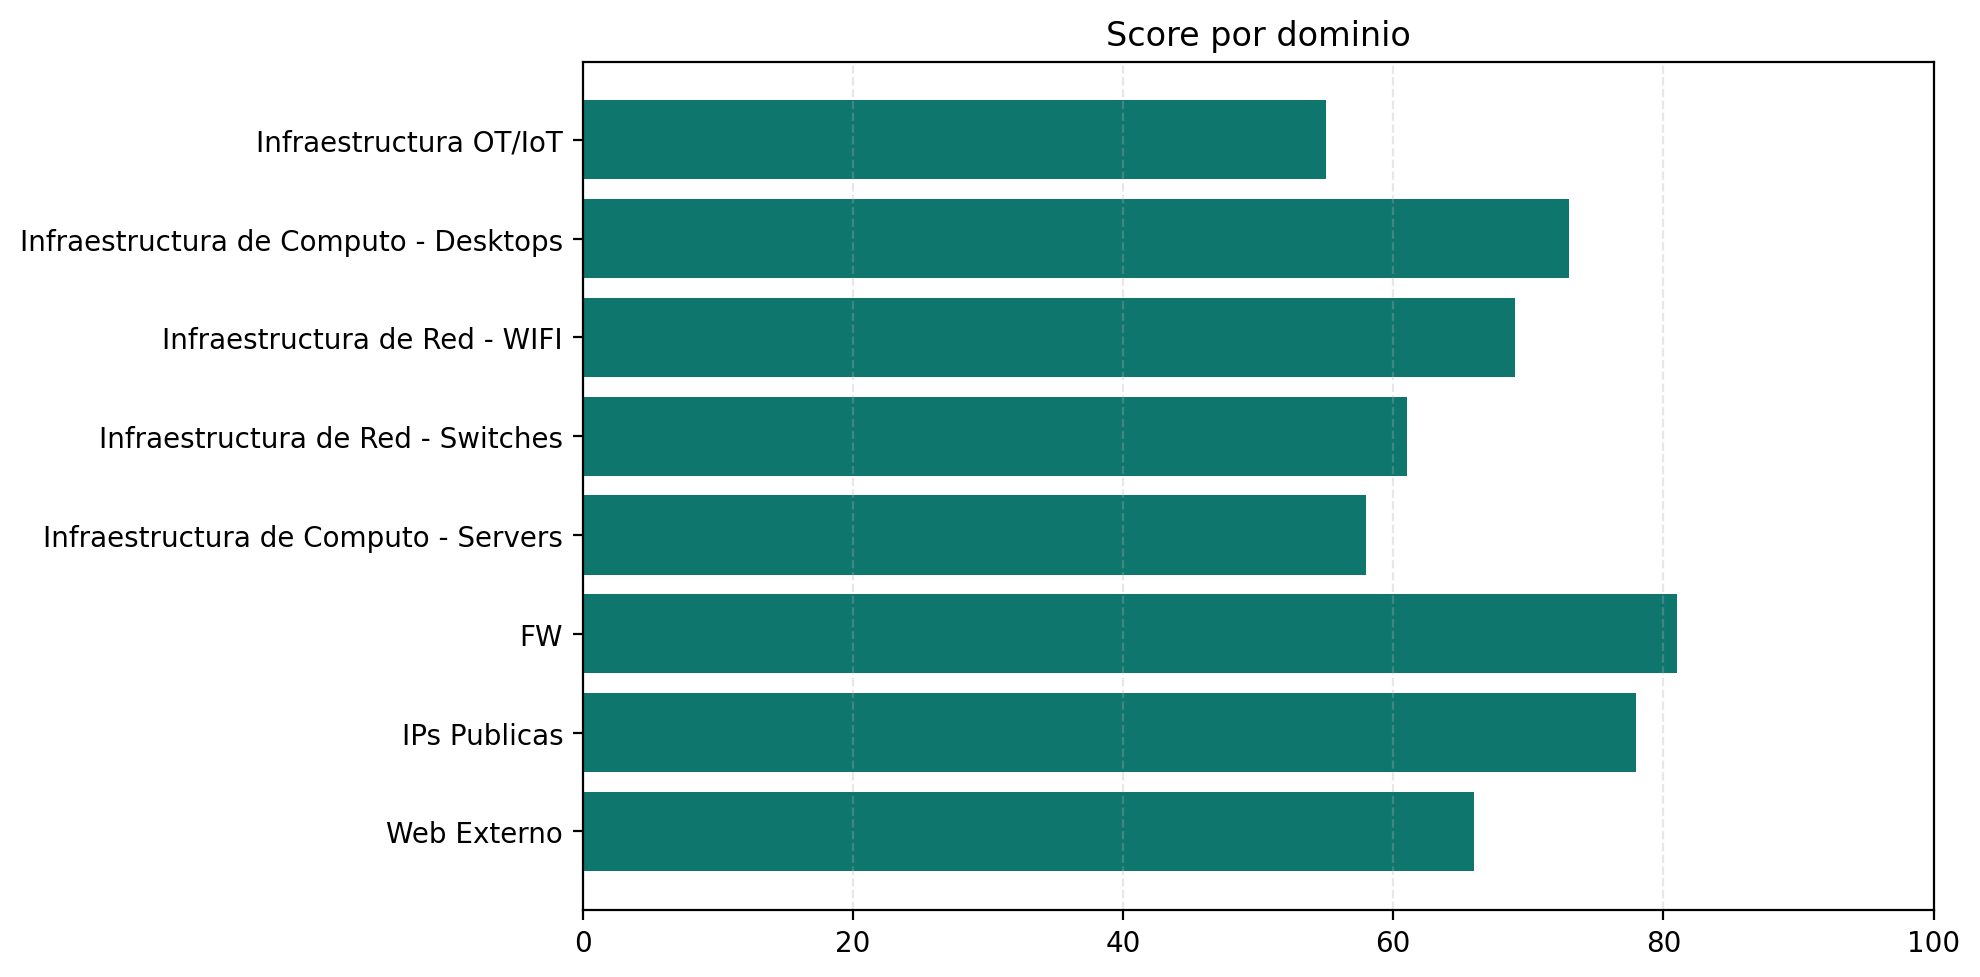 Score por dominio
Infraestructura OT/IoT
Infraestructura de Computo - Desktops
Infraestructura de Red - WIFI
Infraestructura de Red - Switches
Infraestructura de Computo - Servers
FW
IPs Publicas
Web Externo
0 20 40 60 80 100